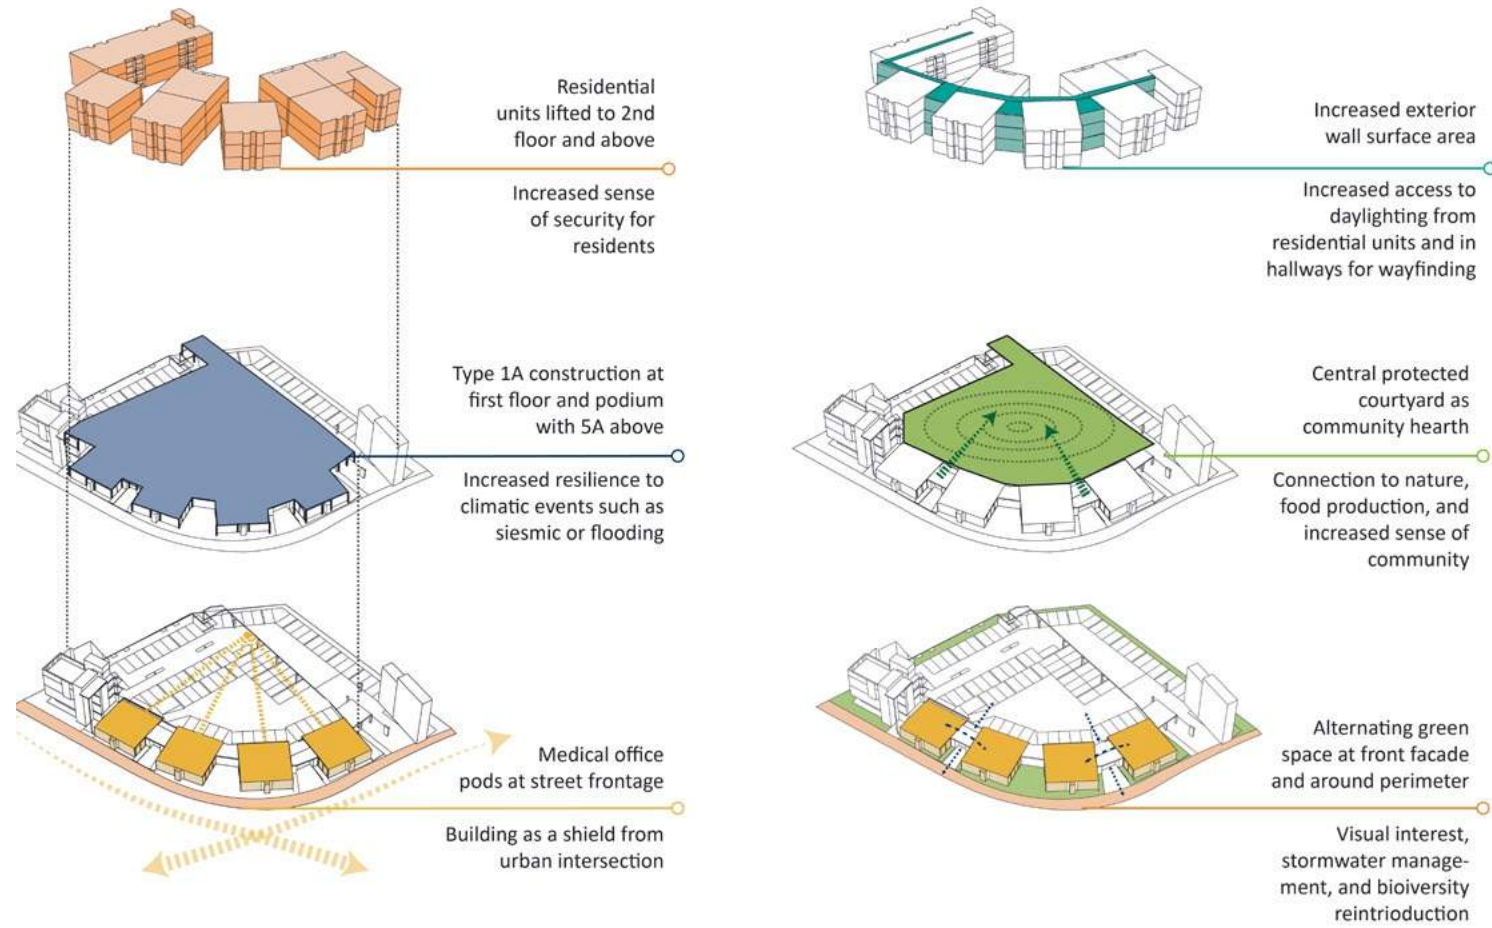 Residential
units lifted to 2nd
floor and above
Increased sense
of security for
residents
Type 1A construction at
first floor and podium
with 5A above
Increased resilience to
climatic events such as
siesmic or flooding
Medical office
pods at street frontage
Building as a shield from
urban intersection
Increased exterior
wall surface area
Increased access to
daylighting from
residential units and in
hallways for wayfinding
Central protected
courtyard as
community hearth
Connection to nature,
food production, and
increased sense of
community
Alternating green
space at front facade
and around perimeter
Visual interest,
stormwater manage-
ment, and bioiversity
reintrioduction